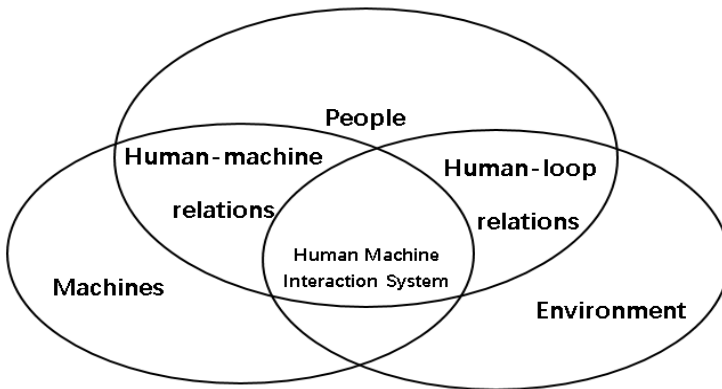 People
Human-machine
relations
Human-loop
relations
Human Machine
Interaction System
Machines
Environment